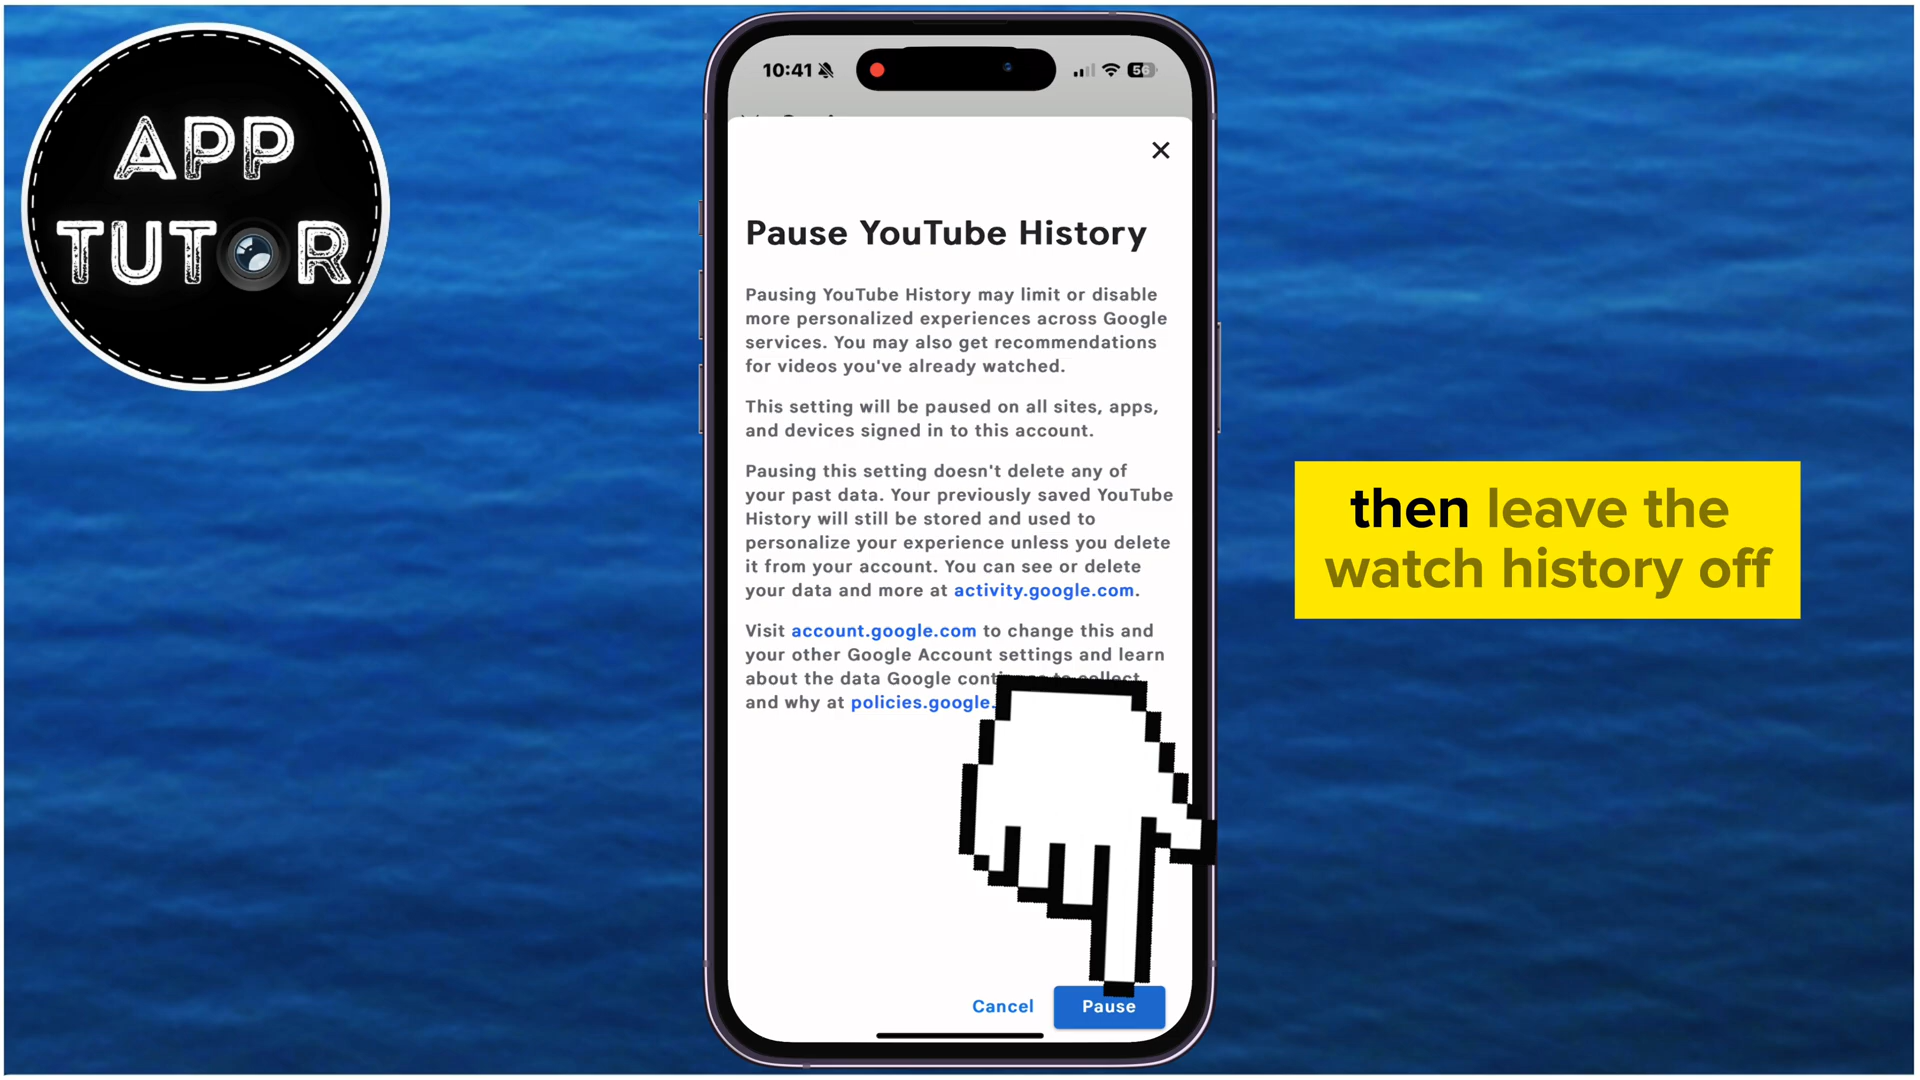 APP
TUTOR
10:41
56
Pause YouTube History
Pausing YouTube History may limit or disable
more personalized experiences across Google
services. You may also get recommendations
for videos you've already watched.
This setting will be paused on all sites, apps,
and devices signed in to this account.
Pausing this setting doesn't delete any of
your past data. Your previously saved YouTube
History will still be stored and used to
personalize your experience unless you delete
it from your account. You can see or delete
your data and more at activity.google.com.
Visit account.google.com to change this and
your other Google Account settings and learn
about the data Google continues to collect
and why at policies.google.
Cancel
Pause
then leave the
watch history off